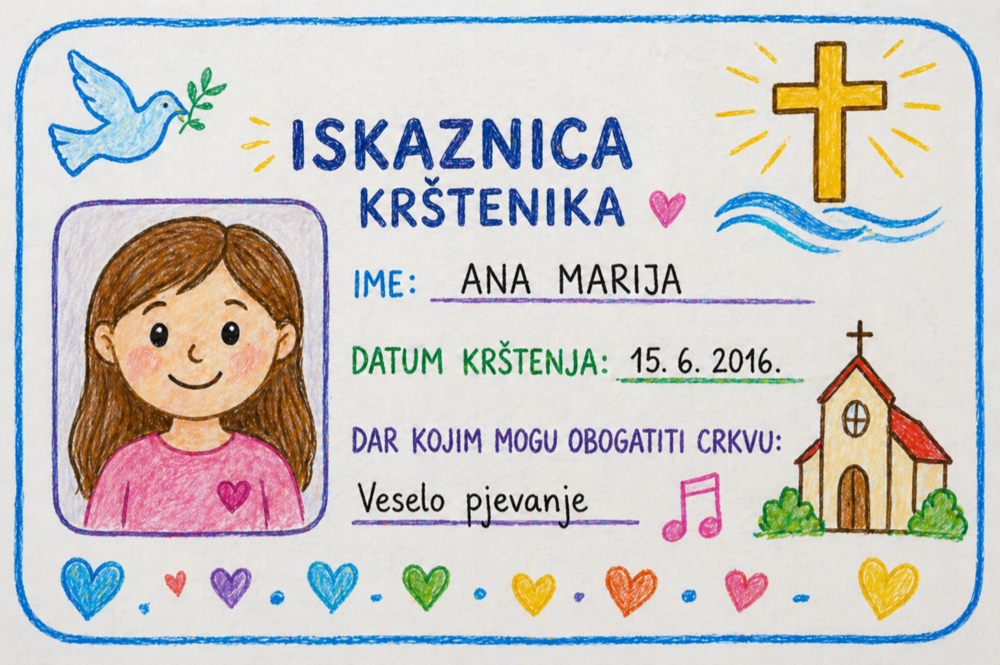 ISKAZNICA
KRŠTENIKA
IME: ANA MARIJA
DATUM KRŠTENJA: 15. 6. 2016.
DAR KOJIM MOGU OBOGATITI CRKVU:
Veselo pjevanje